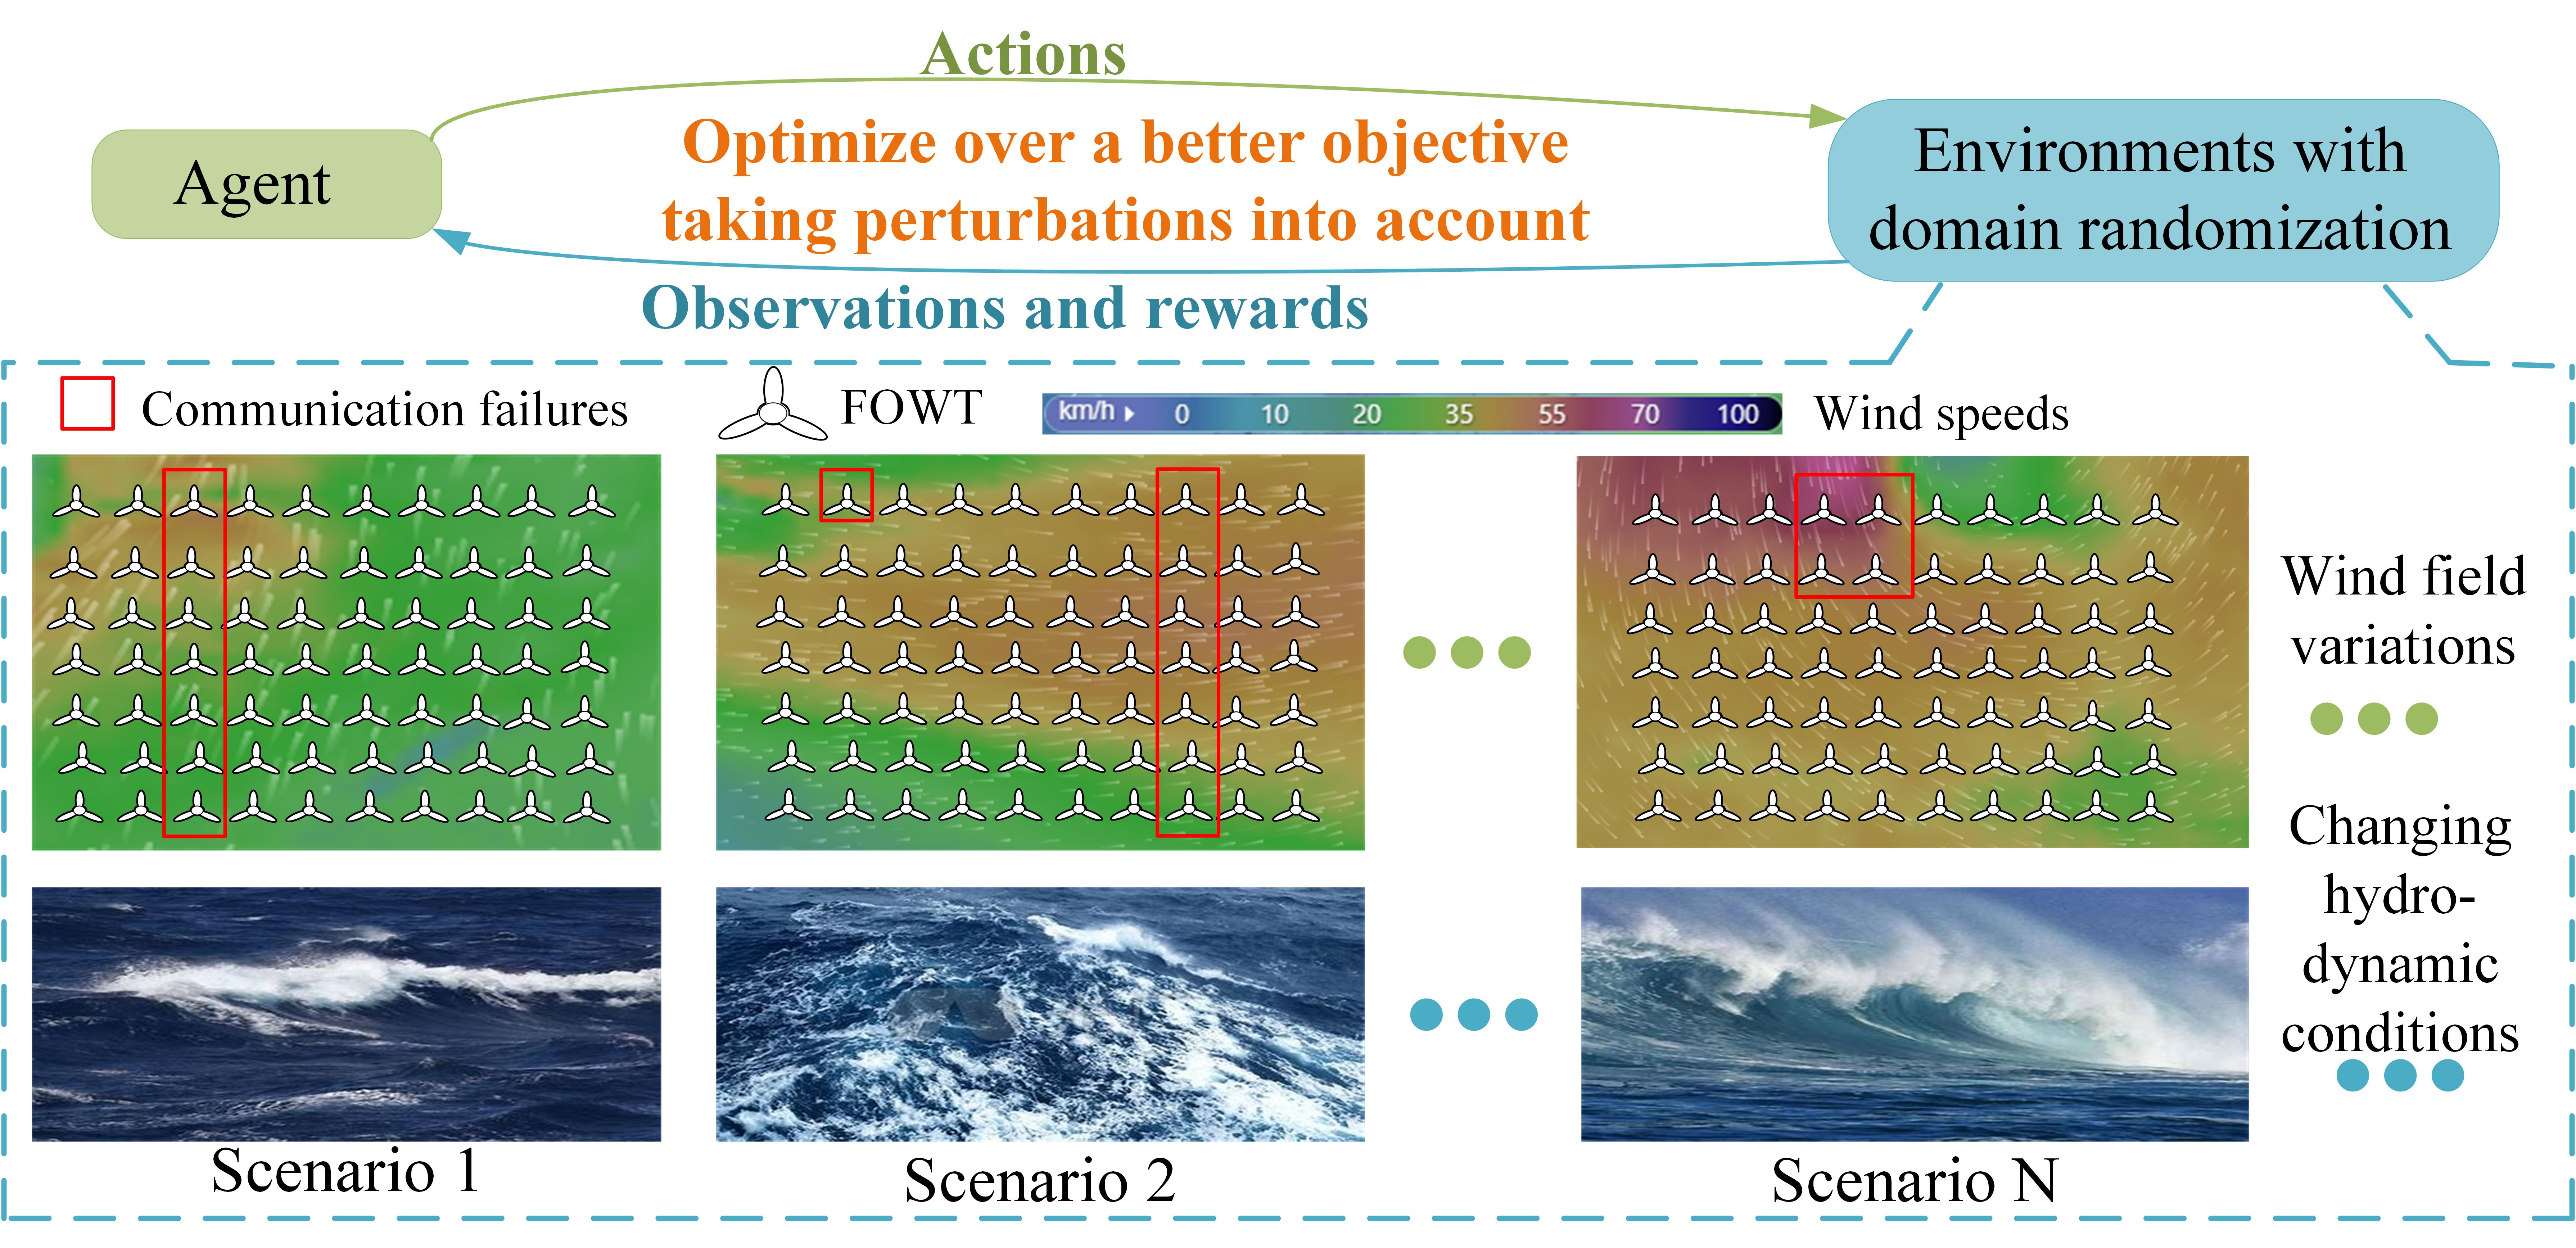 Actions
Agent
Optimize over a better objective
taking perturbations into account
Environments with
domain randomization
Observations and rewards
Communication failures
FOWT
km/h 0 10 20 35 55 70 100
Wind speeds
Wind field
variations
Changing
hydro-
dynamic
conditions
Scenario 1
Scenario 2
Scenario N